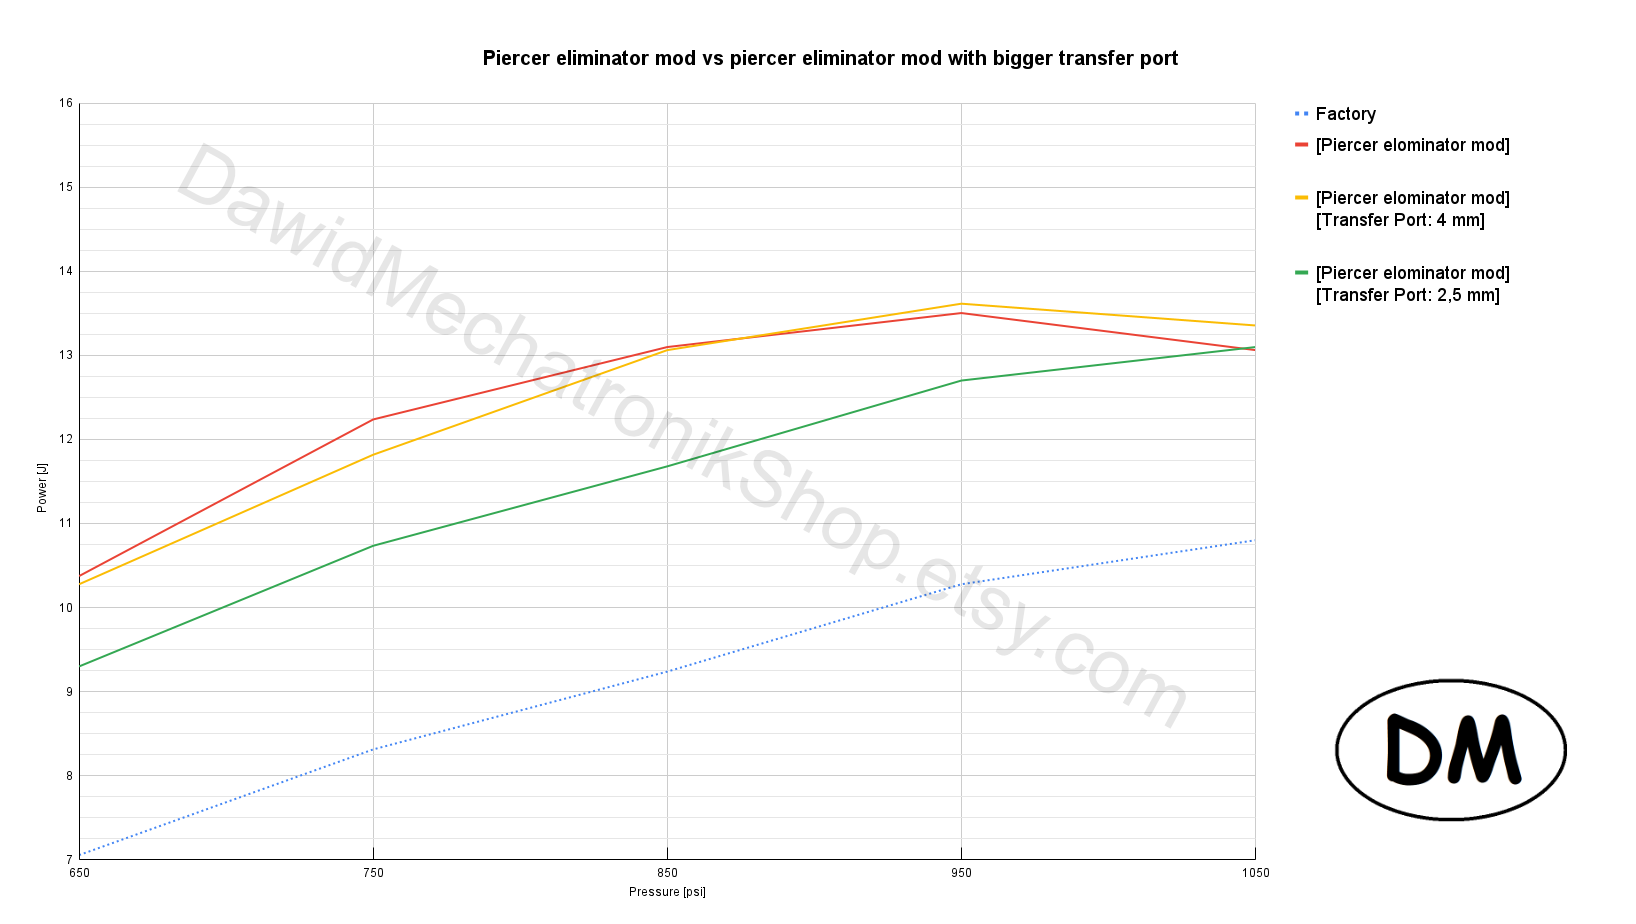 Piercer eliminator mod vs piercer eliminator mod with bigger transfer port
16
15
14
13
12
11
10
9
8
7
Power [J]
650
750
850
950
1050
Pressure [psi]
Factory
[Piercer elominator mod]
[Piercer elominator mod]
[Transfer Port: 4 mm]
[Piercer elominator mod]
[Transfer Port: 2,5 mm]
DawidMechatronikShop.etsy.com
DM